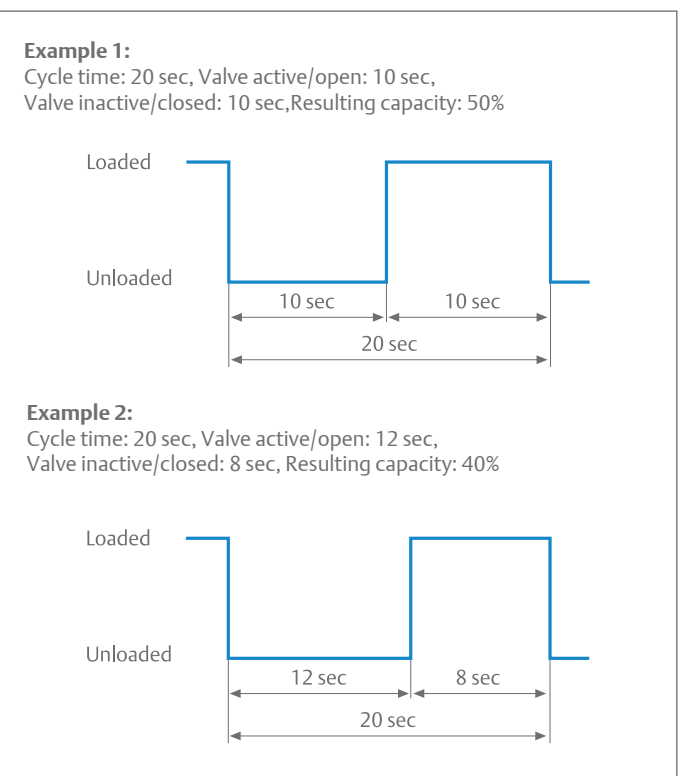 Example 1:
Cycle time: 20 sec, Valve active/open: 10 sec,
Valve inactive/closed: 10 sec,Resulting capacity: 50%
Loaded
Unloaded
10 sec 10 sec
20 sec
Example 2:
Cycle time: 20 sec, Valve active/open: 12 sec,
Valve inactive/closed: 8 sec, Resulting capacity: 40%
Loaded
Unloaded
12 sec 8 sec
20 sec